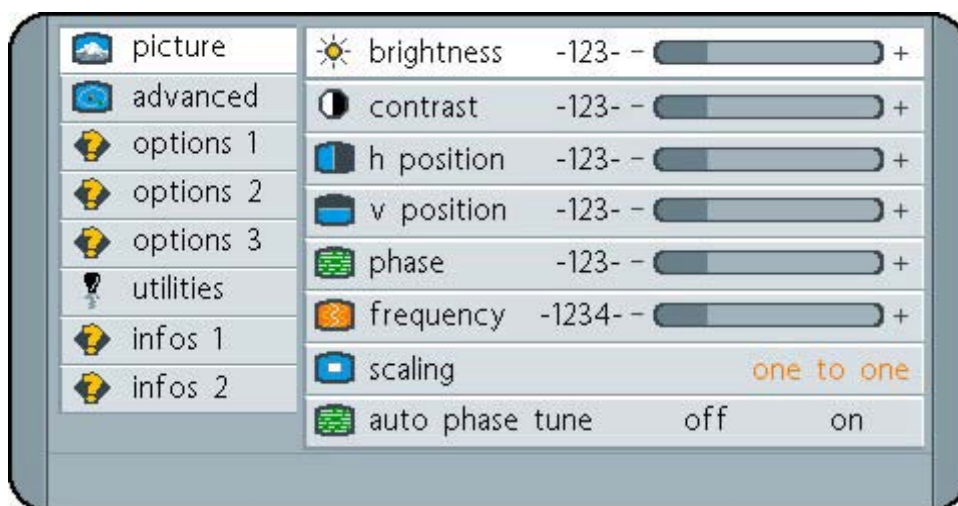 picture
advanced
options 1
options 2
options 3
utilities
infos 1
infos 2
brightness -123- - +
contrast -123- - +
h position -123- - +
v position -123- - +
phase -123- - +
frequency -1234- - +
scaling one to one
auto phase tune off on